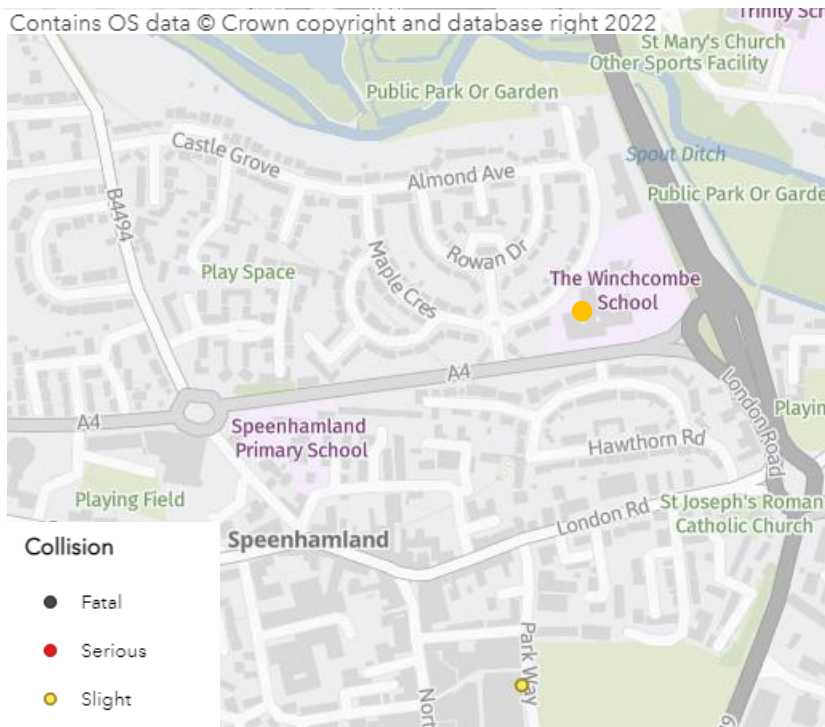 Contains OS data © Crown copyright and database right 2022
Trinity Sch
St Mary's Church
Other Sports Facility
Public Park Or Garden
Castle Grove
Spout Ditch
Almond Ave
Public Park Or Garde
B4494
Rowan Dr
Play Space
Maple Cres
The Winchcombe
School
A4
London Road
A4
Playin
Speenhamland
Primary School
Hawthorn Rd
Playing Field
St Joseph's Roman
Catholic Church
London Rd
Speenhamland
Collision
Fatal
Serious
Slight
Park Way
Nort